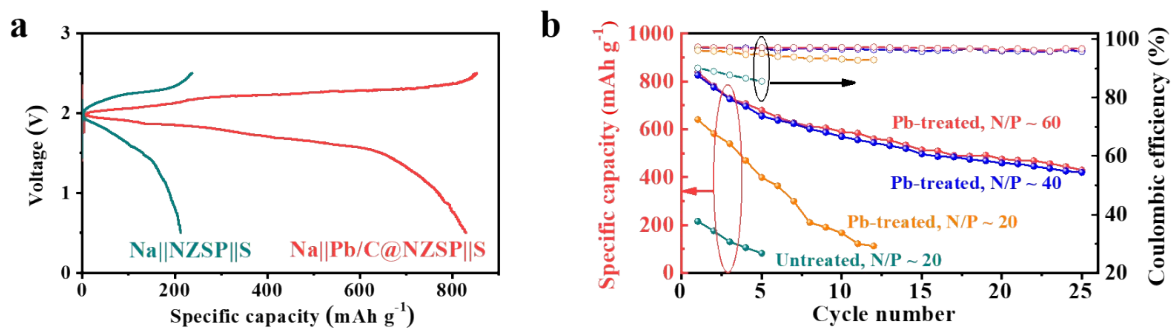 a
3
2
1
0
Voltage (V)
0 200 400 600 800
Specific capacity (mAh g⁻¹)
Na||NZSP||S
Na||Pb/C@NZSP||S
b
1000
800
600
400
200
0
Specific capacity (mAh g⁻¹)
100
80
60
40
20
Coulombic efficiency (%)
Pb-treated, N/P ~ 60
Pb-treated, N/P ~ 40
Pb-treated, N/P ~ 20
Untreated, N/P ~ 20
0 5 10 15 20 25
Cycle number